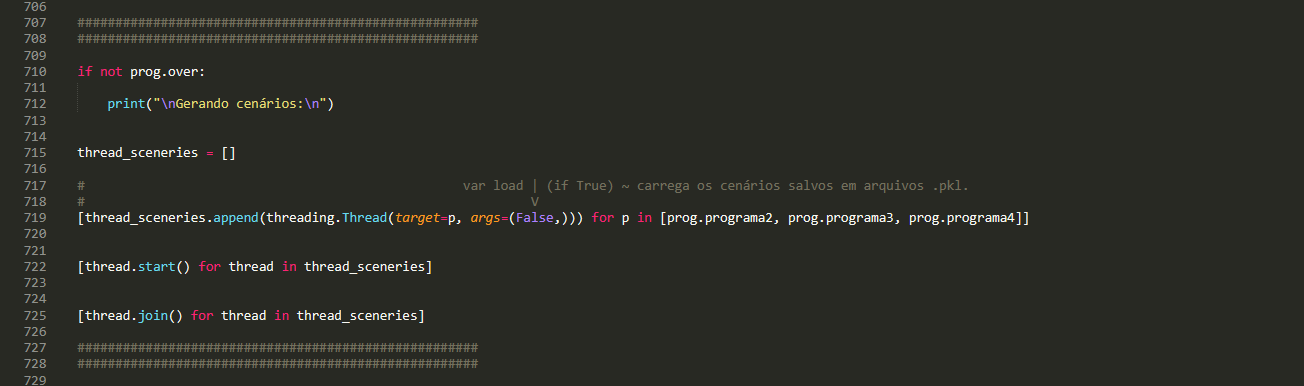 706
707 #####################################################
708 #####################################################
709
710 if not prog.over:
711
712 print("\nGerando cenários:\n")
713
714
715 thread_sceneries = []
716
717 # var load | (if True) ~ carrega os cenários salvos em arquivos .pkl.
718 # V
719 [thread_sceneries.append(threading.Thread(target=p, args=(False,))) for p in [prog.programa2, prog.programa3, prog.programa4]]
720
721
722 [thread.start() for thread in thread_sceneries]
723
724
725 [thread.join() for thread in thread_sceneries]
726
727 #####################################################
728 #####################################################
729